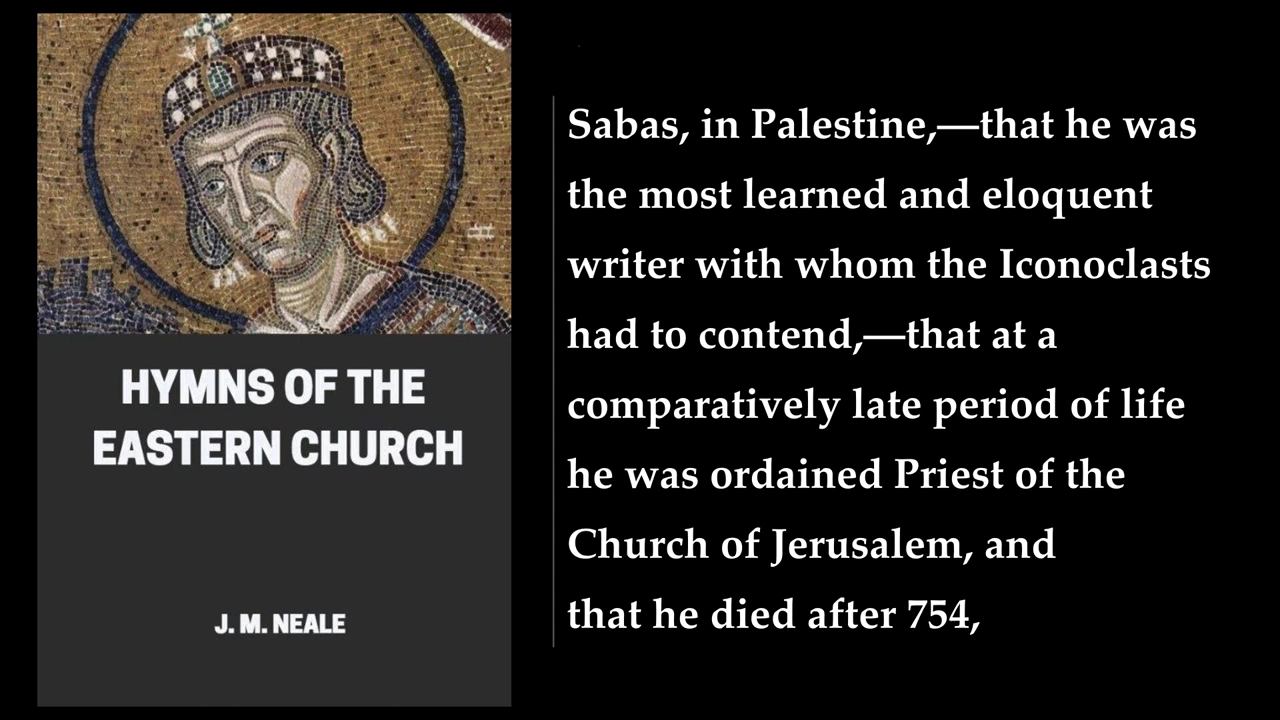 HYMNS OF THE
EASTERN CHURCH
J. M. NEALE
Sabas, in Palestine,—that he was
the most learned and eloquent
writer with whom the Iconoclasts
had to contend,—that at a
comparatively late period of life
he was ordained Priest of the
Church of Jerusalem, and
that he died after 754,